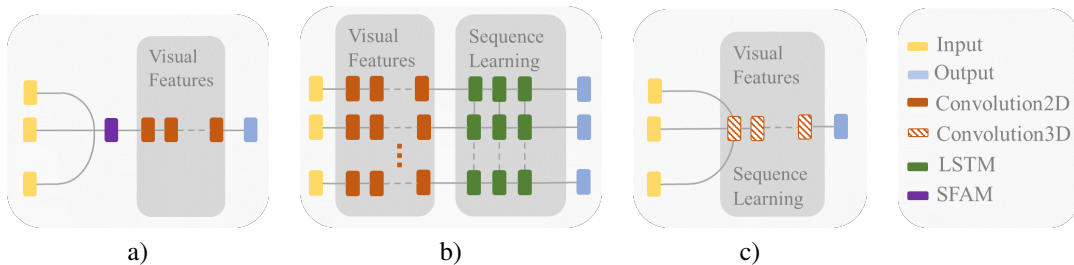 Visual
Features
a)
Visual
Features
Sequence
Learning
b)
Visual
Features
Sequence
Learning
c)
Input
Output
Convolution2D
Convolution3D
LSTM
SFAM